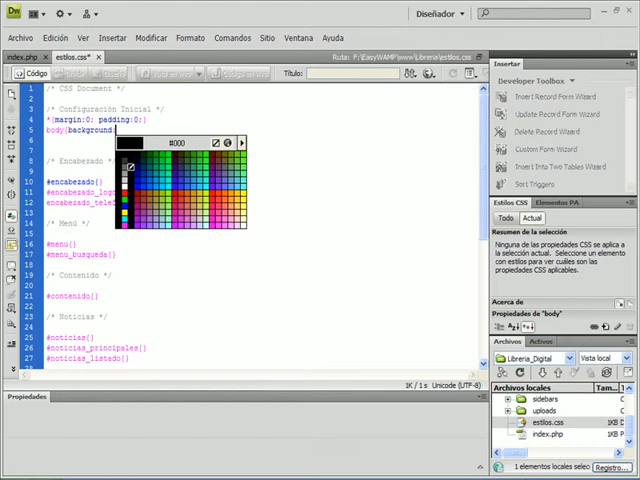 Dw
Diseñador
Archivo Edición Ver Insertar Modificar Formato Comandos Sitio Ventana Ayuda
index.php estilos.css* Ruta: F:\EasyWAMP\www\Libreria\estilos.css
Código Título:
1 /* CSS Document */
2
3 /* Configuración Inicial */
4 *{margin:0; padding:0;}
5 body{background:
6
#000
7
8 /* Encabezado */
9
10 #encabezado{}
11 #encabezado_logo
12
13
14 /* Menú */
15
16 #menu{}
17 #menu_busqueda{}
18
19 /* Contenido */
20
21 #contenido{}
22
23 /* Noticias */
24
25 #noticias{}
26 #noticias_principales{}
27 #noticias_listado{}
28
1K / 1 s Unicode (UTF-8)
Propiedades
Insertar
Developer Toolbox
Insert Record Form Wizard
Update Record Form Wizard
Delete Record Wizard
Custom Form Wizard
Insert Into Two Tables Wizard
Sort Triggers
Estilos CSS Elementos PA
Todo Actual
Resumen de la selección
Ninguna de las propiedades CSS se aplica a
la selección actual. Seleccione un elemento
con estilo para ver cuáles son las
propiedades CSS aplicables.
Acerca de
Propiedades de "body"
Archivos Activos
Libreria_Digital Vista local
Archivos locales Tam...
sidebars
uploads
estilos.css 1KB
index.php 1KB
1 elementos locales selec Registro...